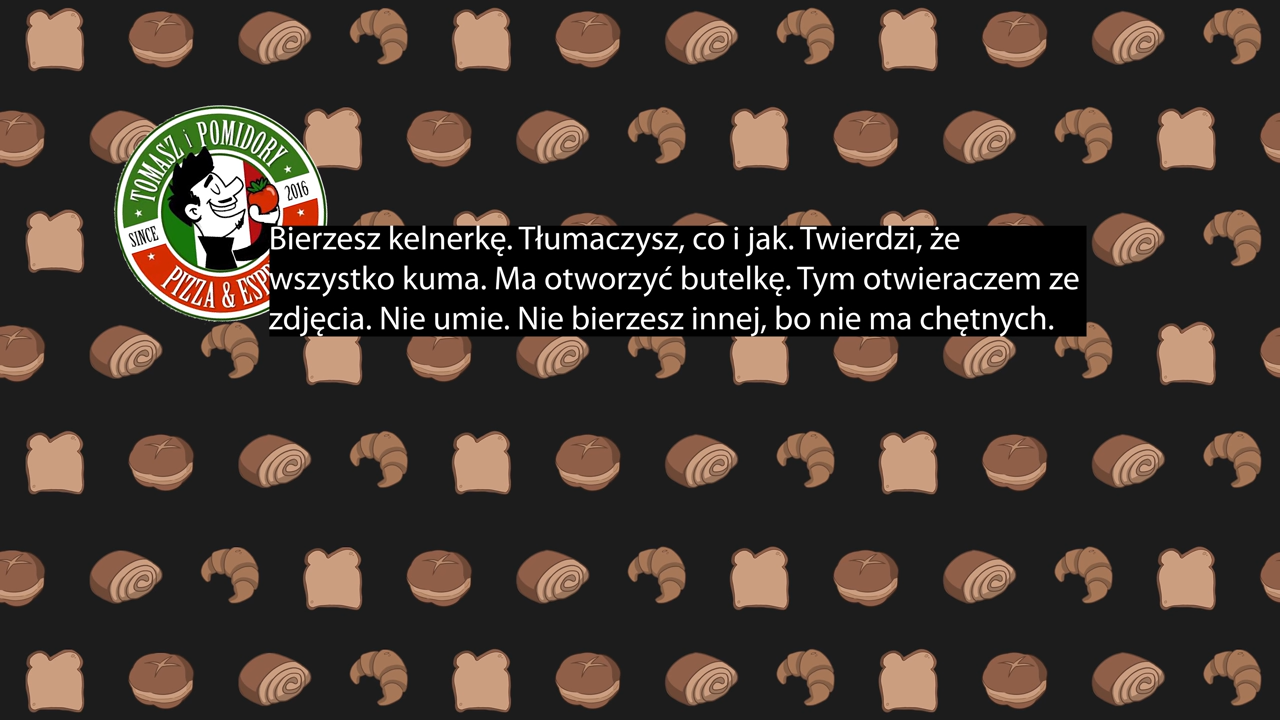 TOMASZ i POMIDORY
SINCE 2016
PIZZA &
Bierzesz kelnerkę. Tłumaczysz, co i jak. Twierdzi, że
wszystko kuma. Ma otworzyć butelkę. Tym otwieraczem ze
zdjęcia. Nie umie. Nie bierzesz innej, bo nie ma chętnych.